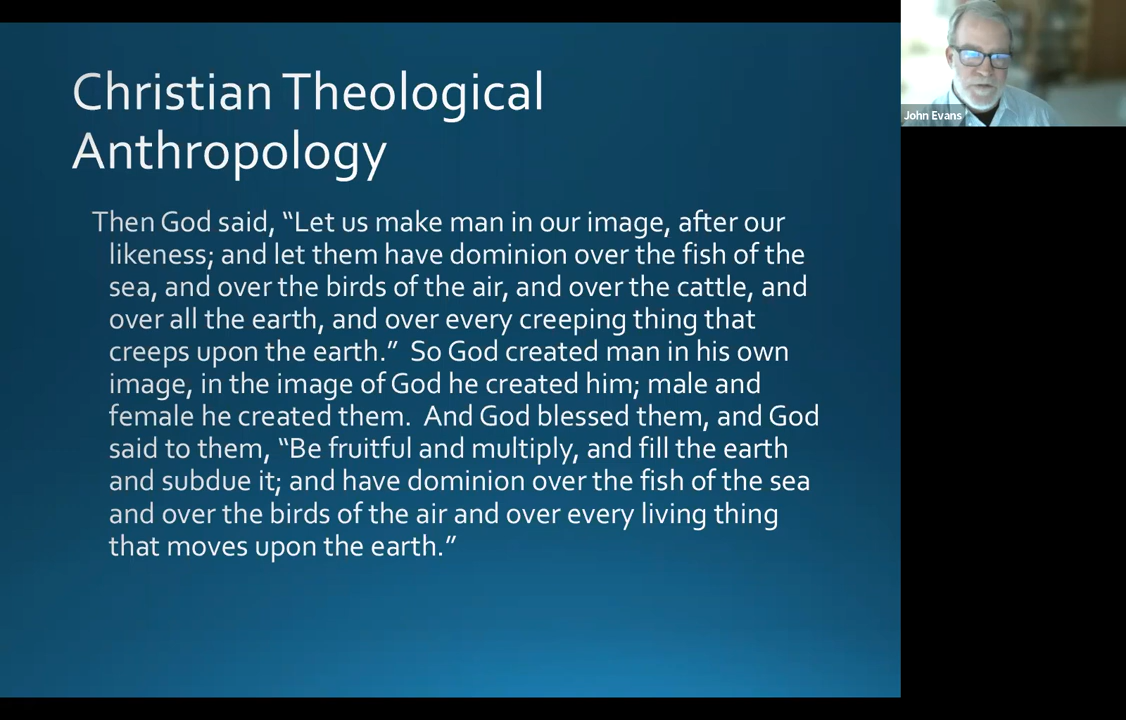 Christian Theological
Anthropology
Then God said, “Let us make man in our image, after our
likeness; and let them have dominion over the fish of the
sea, and over the birds of the air, and over the cattle, and
over all the earth, and over every creeping thing that
creeps upon the earth.”  So God created man in his own
image, in the image of God he created him; male and
female he created them.  And God blessed them, and God
said to them, “Be fruitful and multiply, and fill the earth
and subdue it; and have dominion over the fish of the sea
and over the birds of the air and over every living thing
that moves upon the earth.”
John Evans